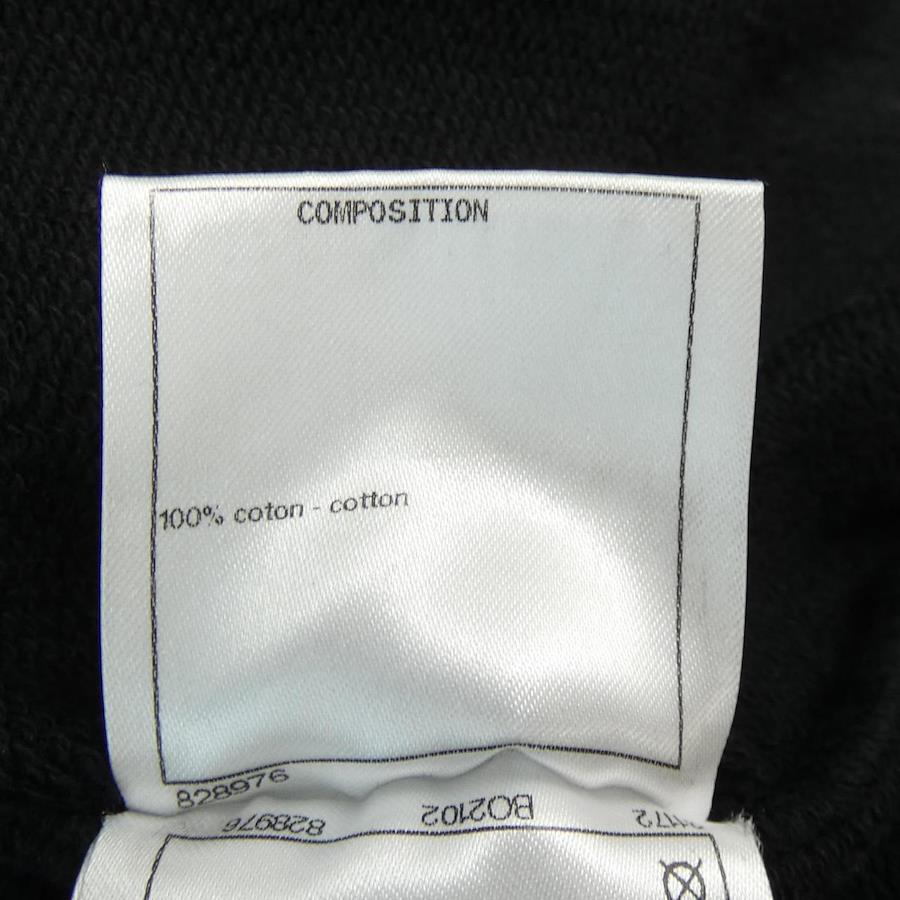 COMPOSITION
100% coton - cotton
828976
828976 BO2102